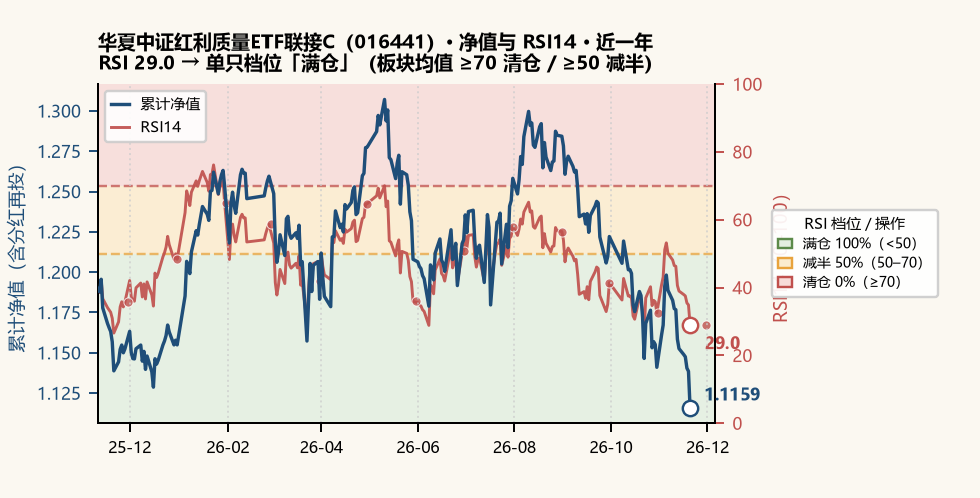 华夏中证红利质量ETF联接C（016441）·净值与 RSI14·近一年
RSI 29.0 → 单只档位「满仓」（板块均值 ≥70 清仓 / ≥50 减半）
累计净值
RSI14
累计净值（含分红再投）
1.300
1.275
1.250
1.225
1.200
1.175
1.150
1.125
100
80
60
40
20
0
29.0
1.1159
RSI
RSI 档位 / 操作
满仓 100%（<50）
减半 50%（50–70）
清仓 0%（≥70）
25-12
26-02
26-04
26-06
26-08
26-10
26-12